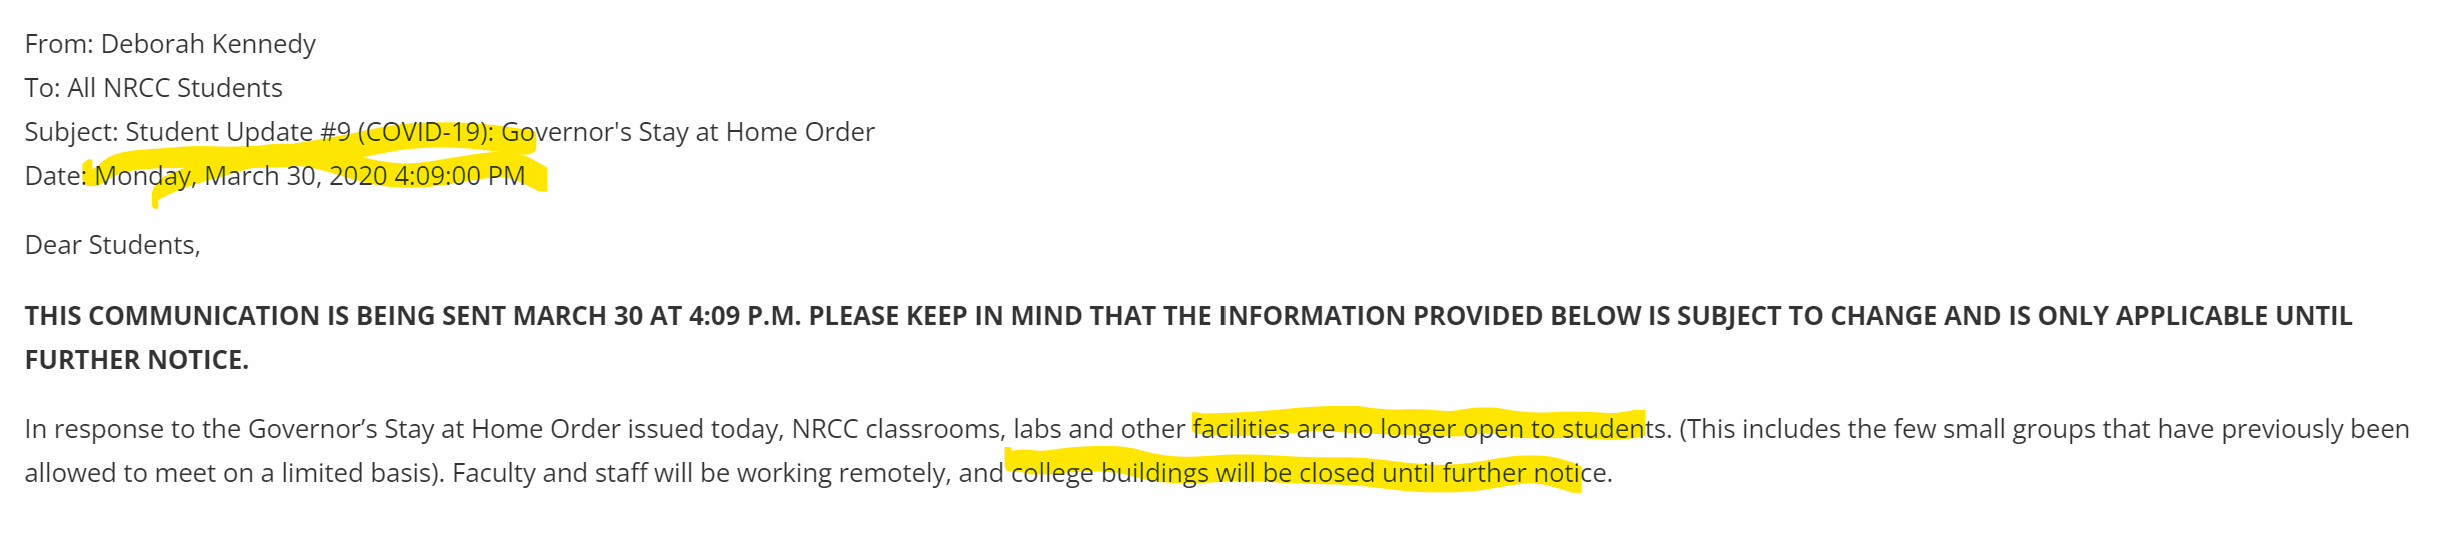 From: Deborah Kennedy
To: All NRCC Students
Subject: Student Update #9 (COVID-19): Governor's Stay at Home Order
Date: Monday, March 30, 2020 4:09:00 PM
Dear Students,
THIS COMMUNICATION IS BEING SENT MARCH 30 AT 4:09 P.M. PLEASE KEEP IN MIND THAT THE INFORMATION PROVIDED BELOW IS SUBJECT TO CHANGE AND IS ONLY APPLICABLE UNTIL
FURTHER NOTICE.
In response to the Governor’s Stay at Home Order issued today, NRCC classrooms, labs and other facilities are no longer open to students. (This includes the few small groups that have previously been
allowed to meet on a limited basis). Faculty and staff will be working remotely, and college buildings will be closed until further notice.